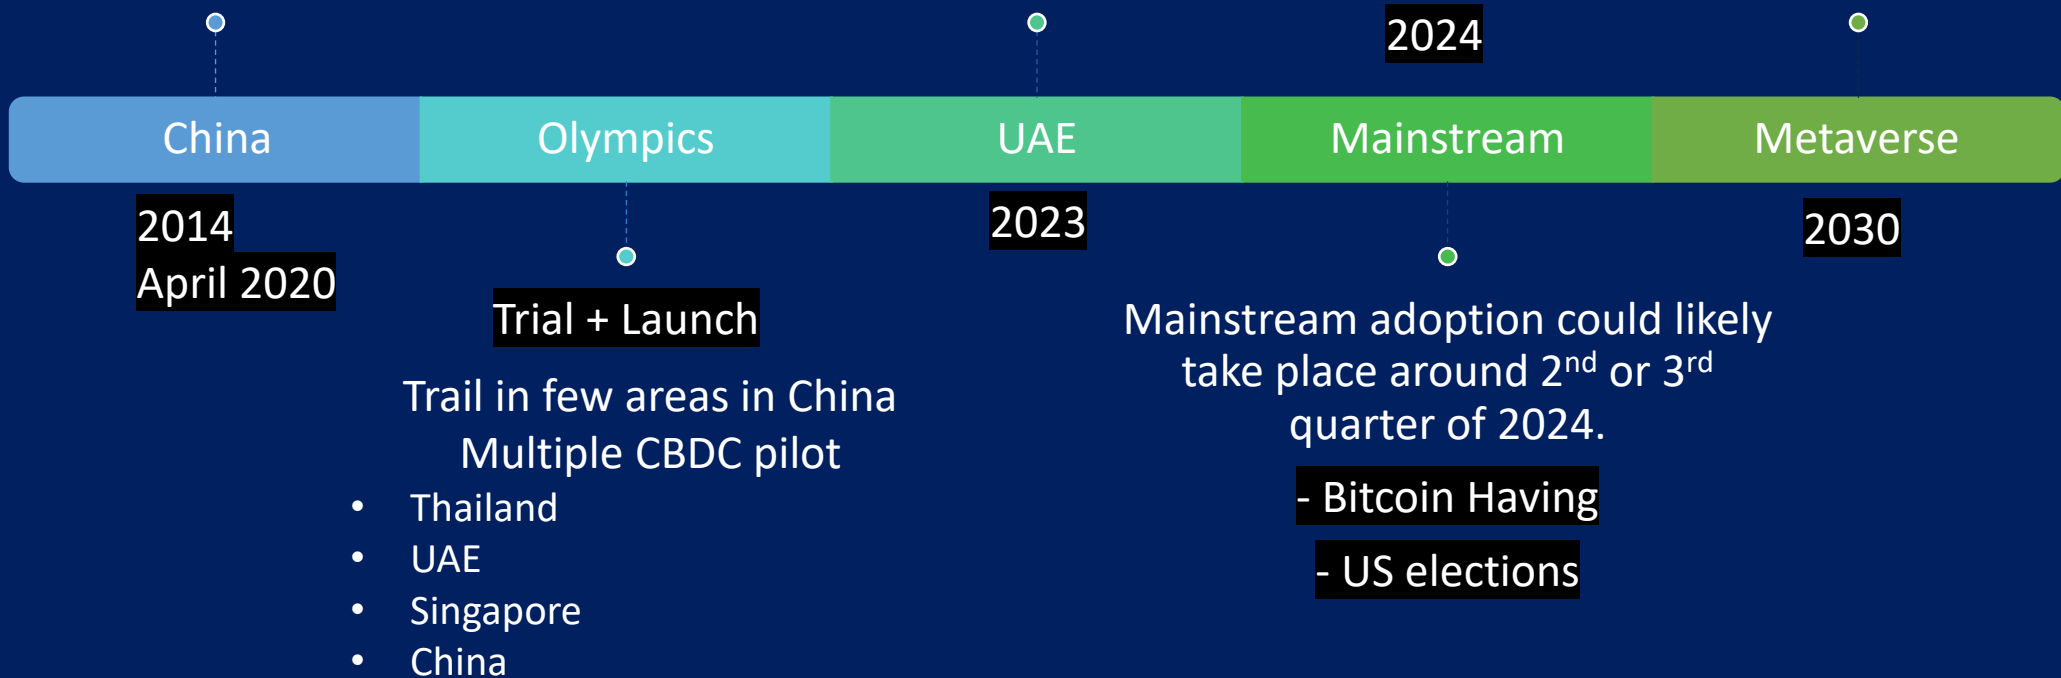 2024
China
Olympics
UAE
Mainstream
Metaverse
2014
April 2020
2023
2030
Trial + Launch
Trail in few areas in China
Multiple CBDC pilot
• Thailand
• UAE
• Singapore
• China
Mainstream adoption could likely
take place around 2nd or 3rd
quarter of 2024.
- Bitcoin Having
- US elections